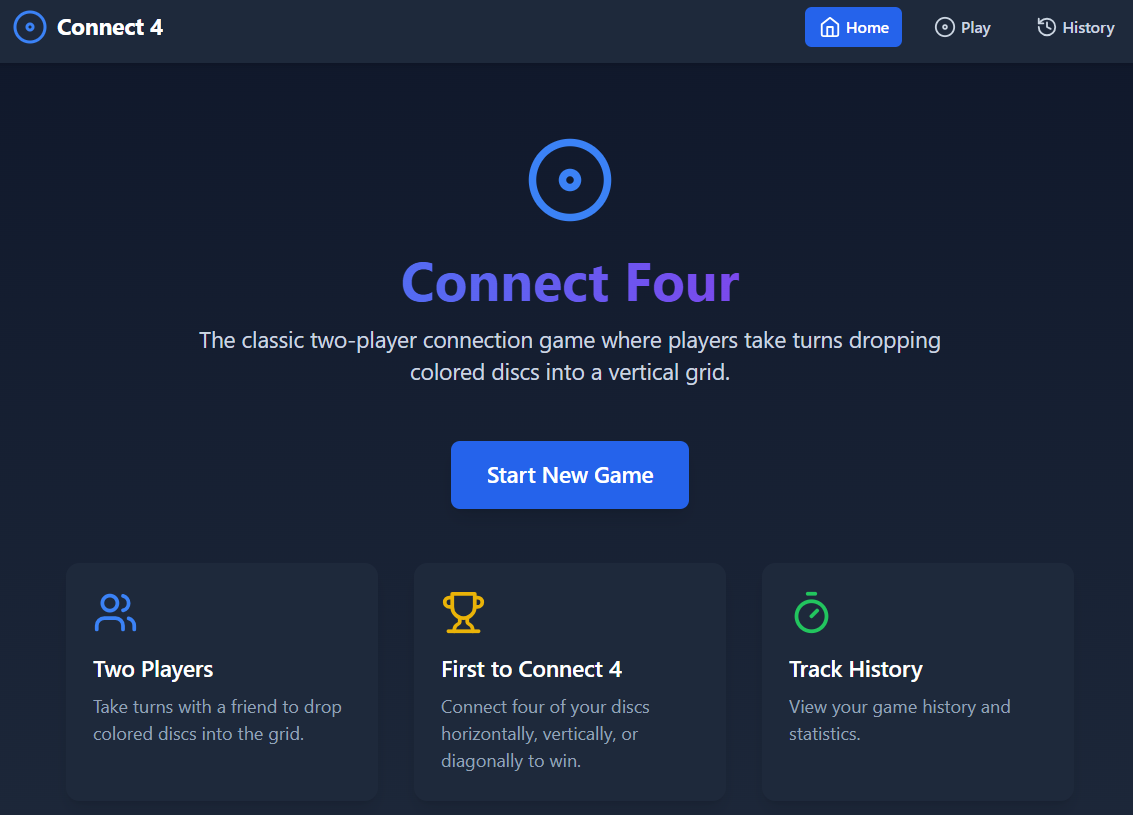 Connect 4
Home
Play
History
Connect Four
The classic two-player connection game where players take turns dropping
colored discs into a vertical grid.
Start New Game
Two Players
Take turns with a friend to drop
colored discs into the grid.
First to Connect 4
Connect four of your discs
horizontally, vertically, or
diagonally to win.
Track History
View your game history and
statistics.